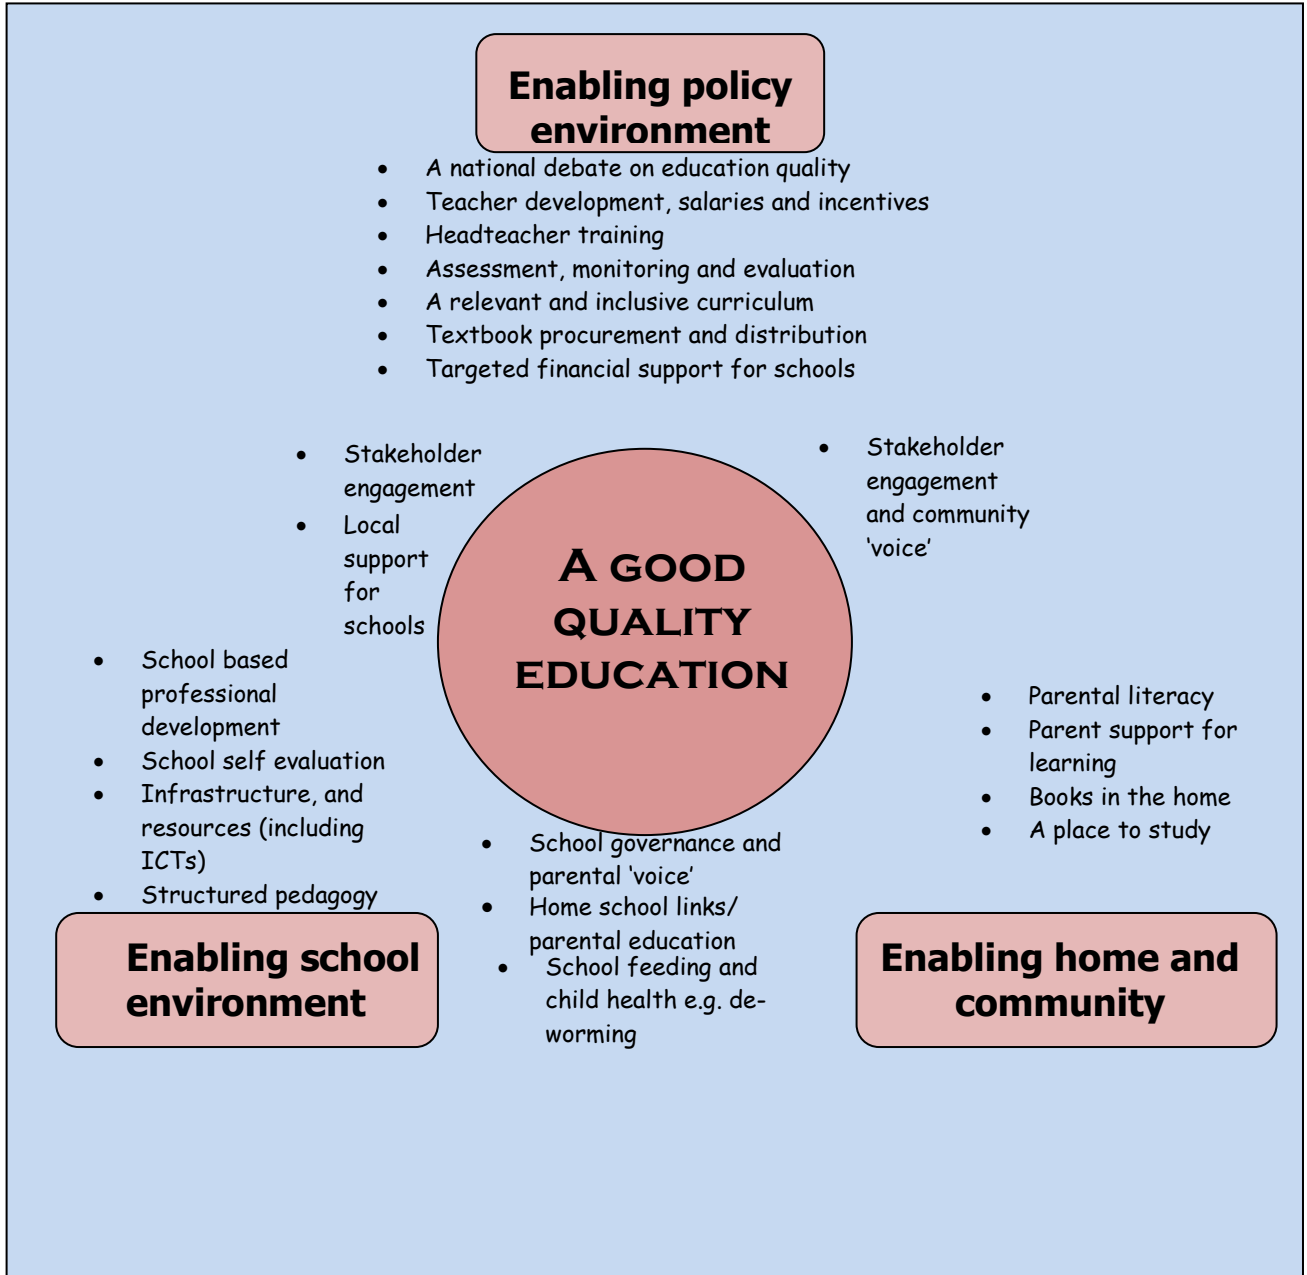 Enabling policy
environment
• A national debate on education quality
• Teacher development, salaries and incentives
• Headteacher training
• Assessment, monitoring and evaluation
• A relevant and inclusive curriculum
• Textbook procurement and distribution
• Targeted financial support for schools
• Stakeholder
engagement
• Local
support
for
schools
• Stakeholder
engagement
and community
‘voice’
A GOOD
QUALITY
EDUCATION
• School based
professional
development
• School self evaluation
• Infrastructure, and
resources (including
ICTs)
• Structured pedagogy
• Parental literacy
• Parent support for
learning
• Books in the home
• A place to study
• School governance and
parental ‘voice’
• Home school links/
parental education
• School feeding and
child health e.g. de-
worming
Enabling school
environment
Enabling home and
community